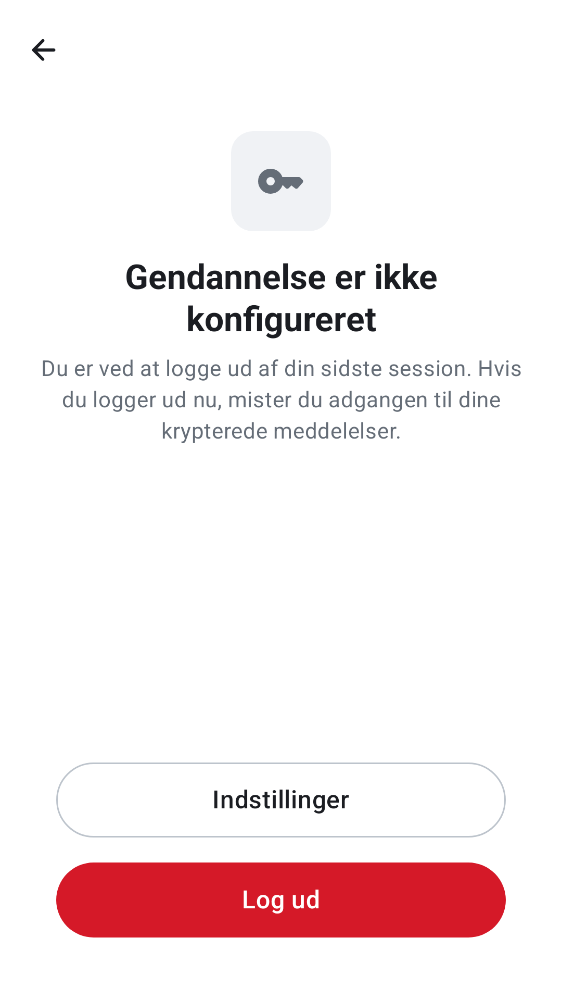 Gendannelse er ikke
konfigureret
Du er ved at logge ud af din sidste session. Hvis
du logger ud nu, mister du adgangen til dine
krypterede meddelelser.
Indstillinger
Log ud